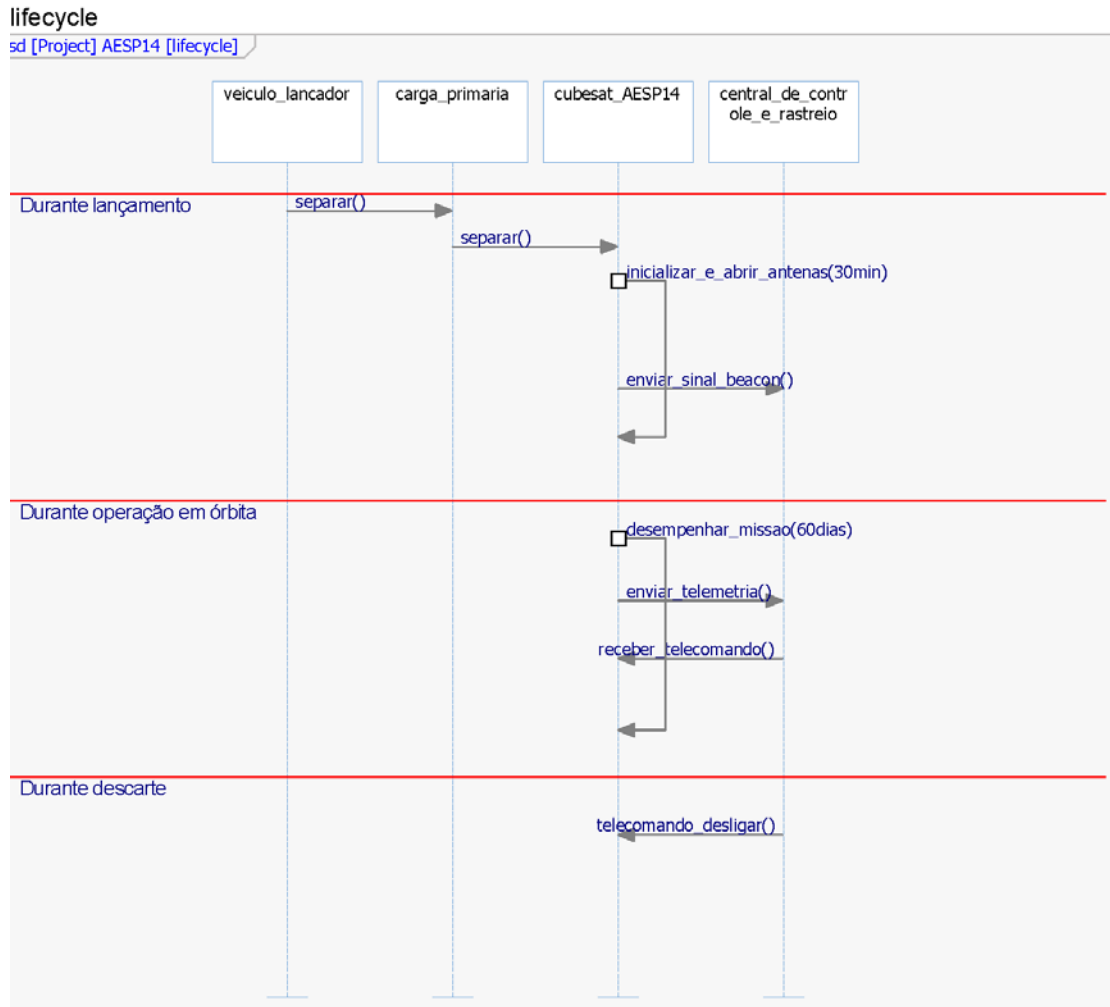 lifecycle
sd [Project] AESP14 [lifecycle]
veiculo_lancador
carga_primaria
cubesat_AESP14
central_de_contr
ole_e_rastreio
Durante lançamento
separar()
separar()
inicializar_e_abrir_antenas(30min)
enviar_sinal_beacon()
Durante operação em órbita
desempenhar_missao(60dias)
enviar_telemetria()
receber_telecomando()
Durante descarte
telecomando_desligar()